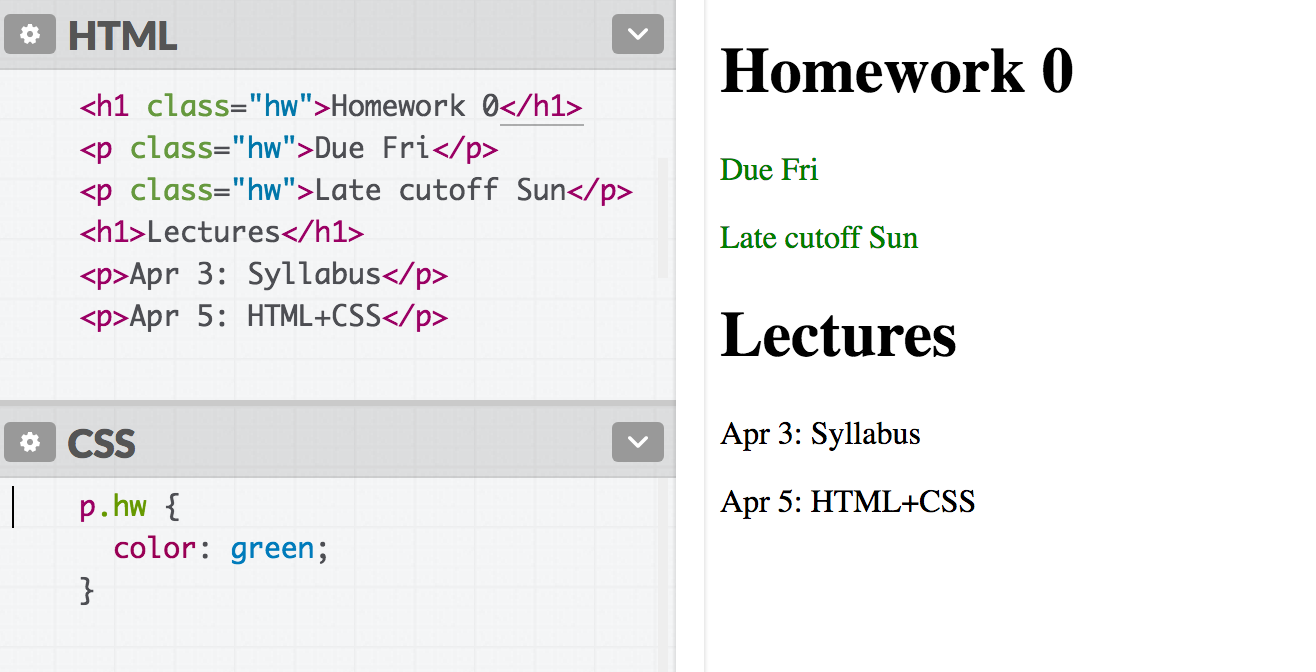 HTML
<h1 class="hw">Homework 0</h1>
<p class="hw">Due Fri</p>
<p class="hw">Late cutoff Sun</p>
<h1>Lectures</h1>
<p>Apr 3: Syllabus</p>
<p>Apr 5: HTML+CSS</p>
CSS
p.hw {
  color: green;
}
Homework 0
Due Fri
Late cutoff Sun
Lectures
Apr 3: Syllabus
Apr 5: HTML+CSS